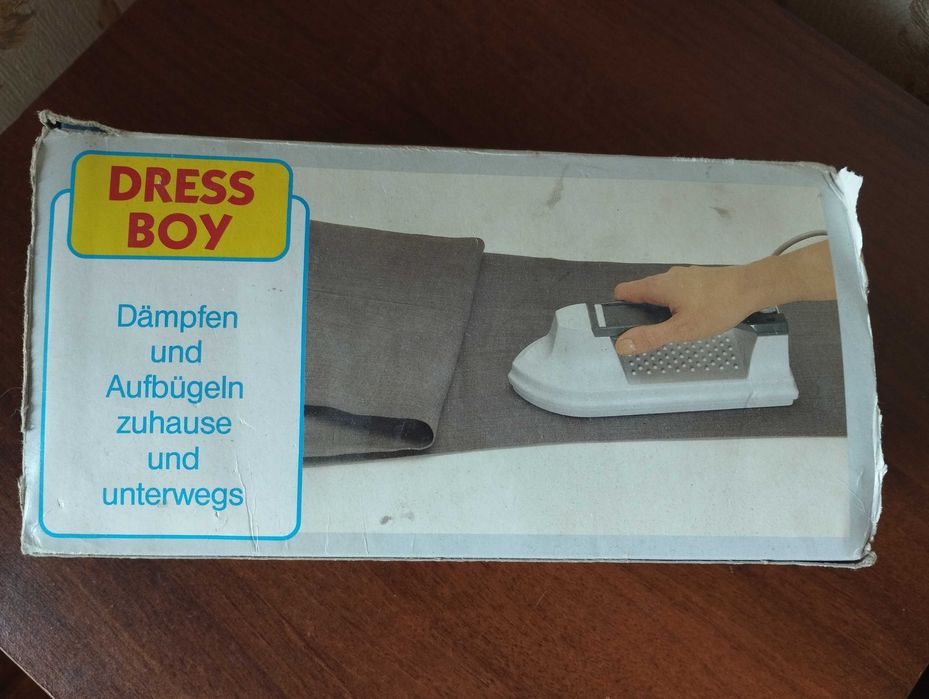 DRESS
BOY
Dämpfen
und
Aufbügeln
zuhause
und
unterwegs